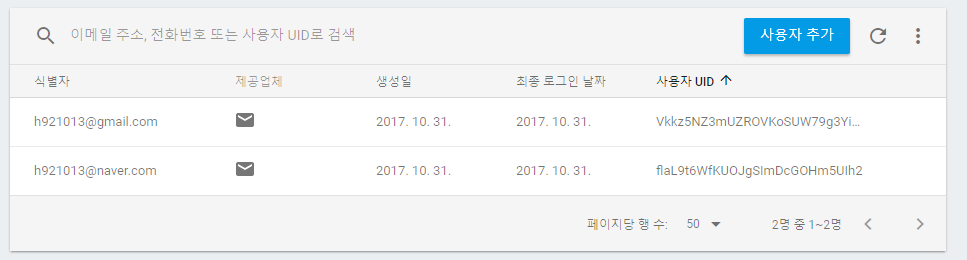 이메일 주소, 전화번호 또는 사용자 UID로 검색 사용자 추가
식별자 제공업체 생성일 최종 로그인 날짜 사용자 UID
h921013@gmail.com 2017. 10. 31. 2017. 10. 31. Vkkz5NZ3mUZROVKoSUW79g3Yi...
h921013@naver.com 2017. 10. 31. 2017. 10. 31. flaL9t6WfKUOJgSImDcGOHm5UIh2
페이지당 행 수: 50 2명 중 1~2명